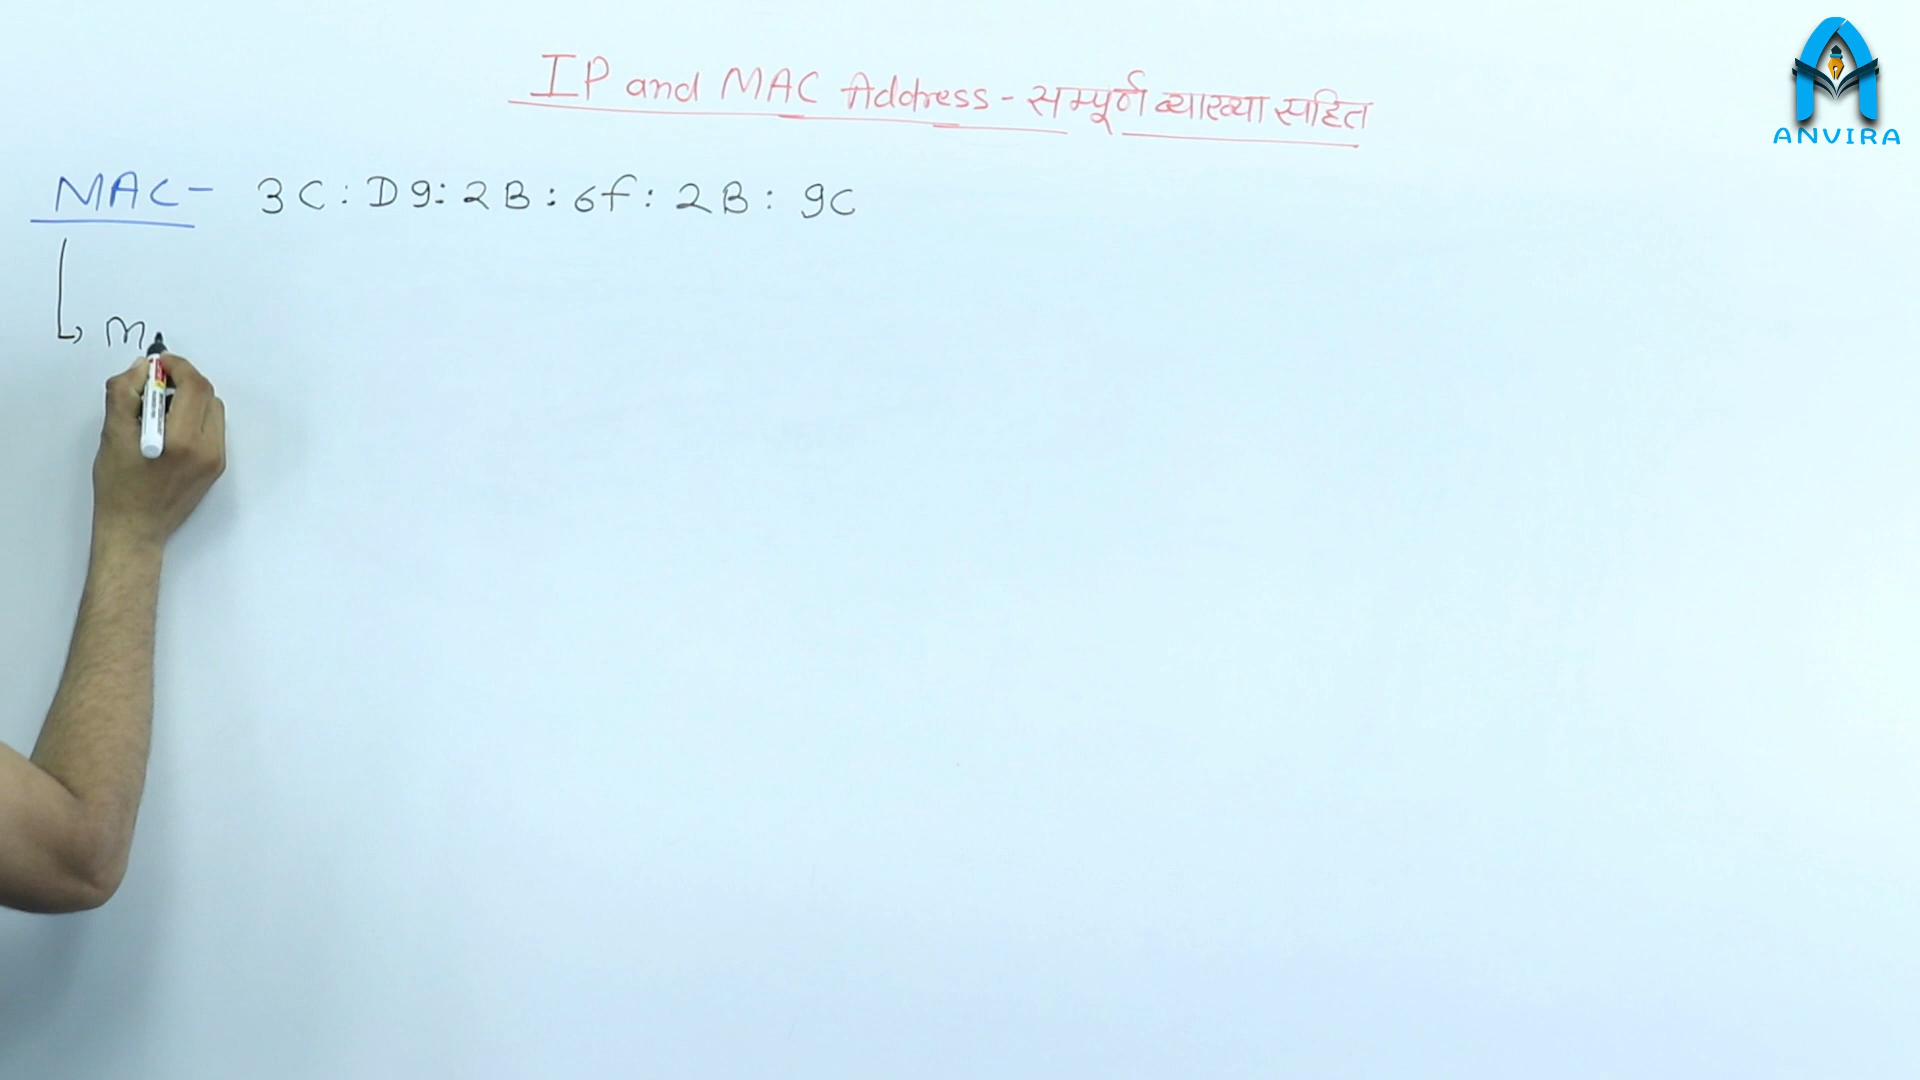 IP and MAC Address - सम्पूर्ण व्याख्या सहित
ANVIRA
MAC - 3C : D9 : 2B : 6f : 2B : 9C
M